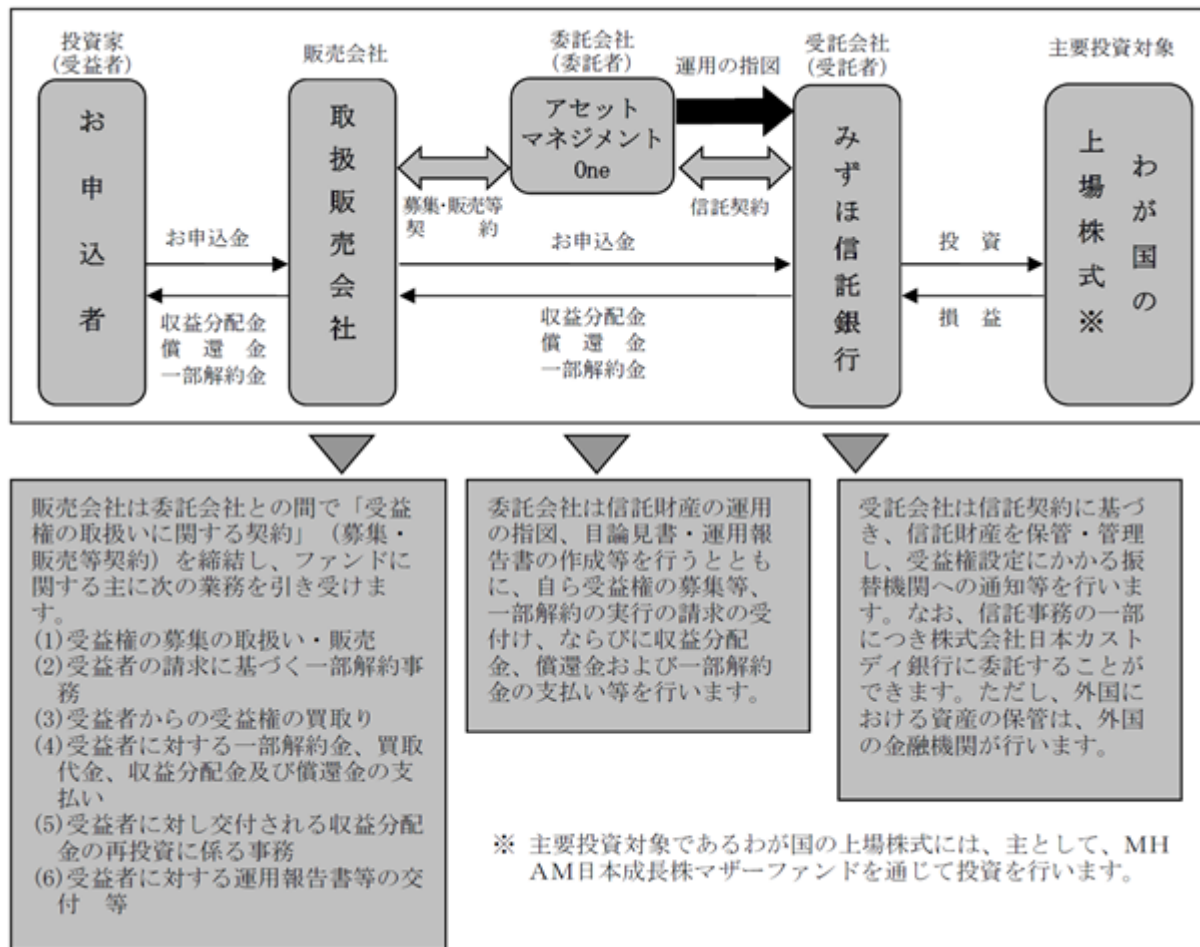 投資家
(受益者)
お申込者
販売会社
取扱販売会社
委託会社
(委託者)
アセット
マネジメント
One
運用の指図
受託会社
(受託者)
みずほ信託銀行
主要投資対象
わが国の
上場株式※
募集・販売等
契 約
信託契約
お申込金
収益分配金
償 還 金
一部解約金
お申込金
収益分配金
償 還 金
一部解約金
投 資
損 益
販売会社は委託会社との間で「受益
権の取扱いに関する契約」(募集・
販売等契約)を締結し、ファンドに
関する主に次の業務を引き受けま
す。
(1)受益権の募集の取扱い・販売
(2)受益者の請求に基づく一部解約事
務
(3)受益者からの受益権の買取り
(4)受益者に対する一部解約金、買取
代金、収益分配金及び償還金の支
払い
(5)受益者に対し交付される収益分配
金の再投資に係る事務
(6)受益者に対する運用報告書等の交
付 等
委託会社は信託財産の運用
の指図、目論見書・運用報
告書の作成等を行うととも
に、自ら受益権の募集等、
一部解約の実行の請求の受
付け、ならびに収益分配
金、償還金および一部解約
金の支払い等を行います。
受託会社は信託契約に基づ
き、信託財産を保管・管理
し、受益権設定にかかる振
替機関への通知等を行いま
す。なお、信託事務の一部
につき株式会社日本カスト
ディ銀行に委託することが
できます。ただし、外国に
おける資産の保管は、外国
の金融機関が行います。
※ 主要投資対象であるわが国の上場株式には、主として、MH
AM日本成長株マザーファンドを通じて投資を行います。